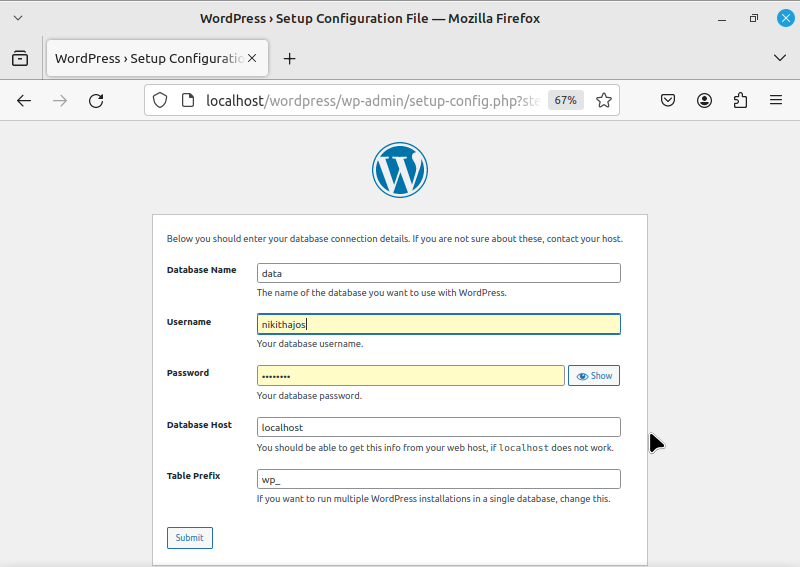 WordPress › Setup Configuration File — Mozilla Firefox
WordPress › Setup Configuratio
localhost/wordpress/wp-admin/setup-config.php?ste
67%
Below you should enter your database connection details. If you are not sure about these, contact your host.
Database Name
data
The name of the database you want to use with WordPress.
Username
nikithajos
Your database username.
Password
••••••••
Show
Your database password.
Database Host
localhost
You should be able to get this info from your web host, if localhost does not work.
Table Prefix
wp_
If you want to run multiple WordPress installations in a single database, change this.
Submit